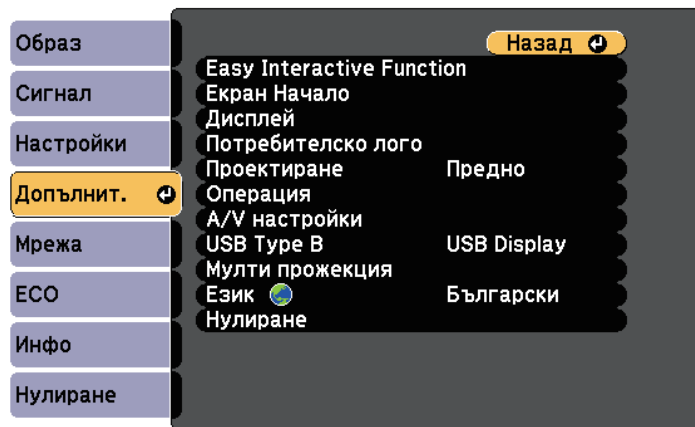 Образ
Сигнал
Настройки
Допълнит.
Мрежа
ECO
Инфо
Нулиране
Назад
Easy Interactive Function
Екран Начало
Дисплей
Потребителско лого
Проектиране Предно
Операция
A/V настройки
USB Type B USB Display
Мулти прожекция
Език Български
Нулиране